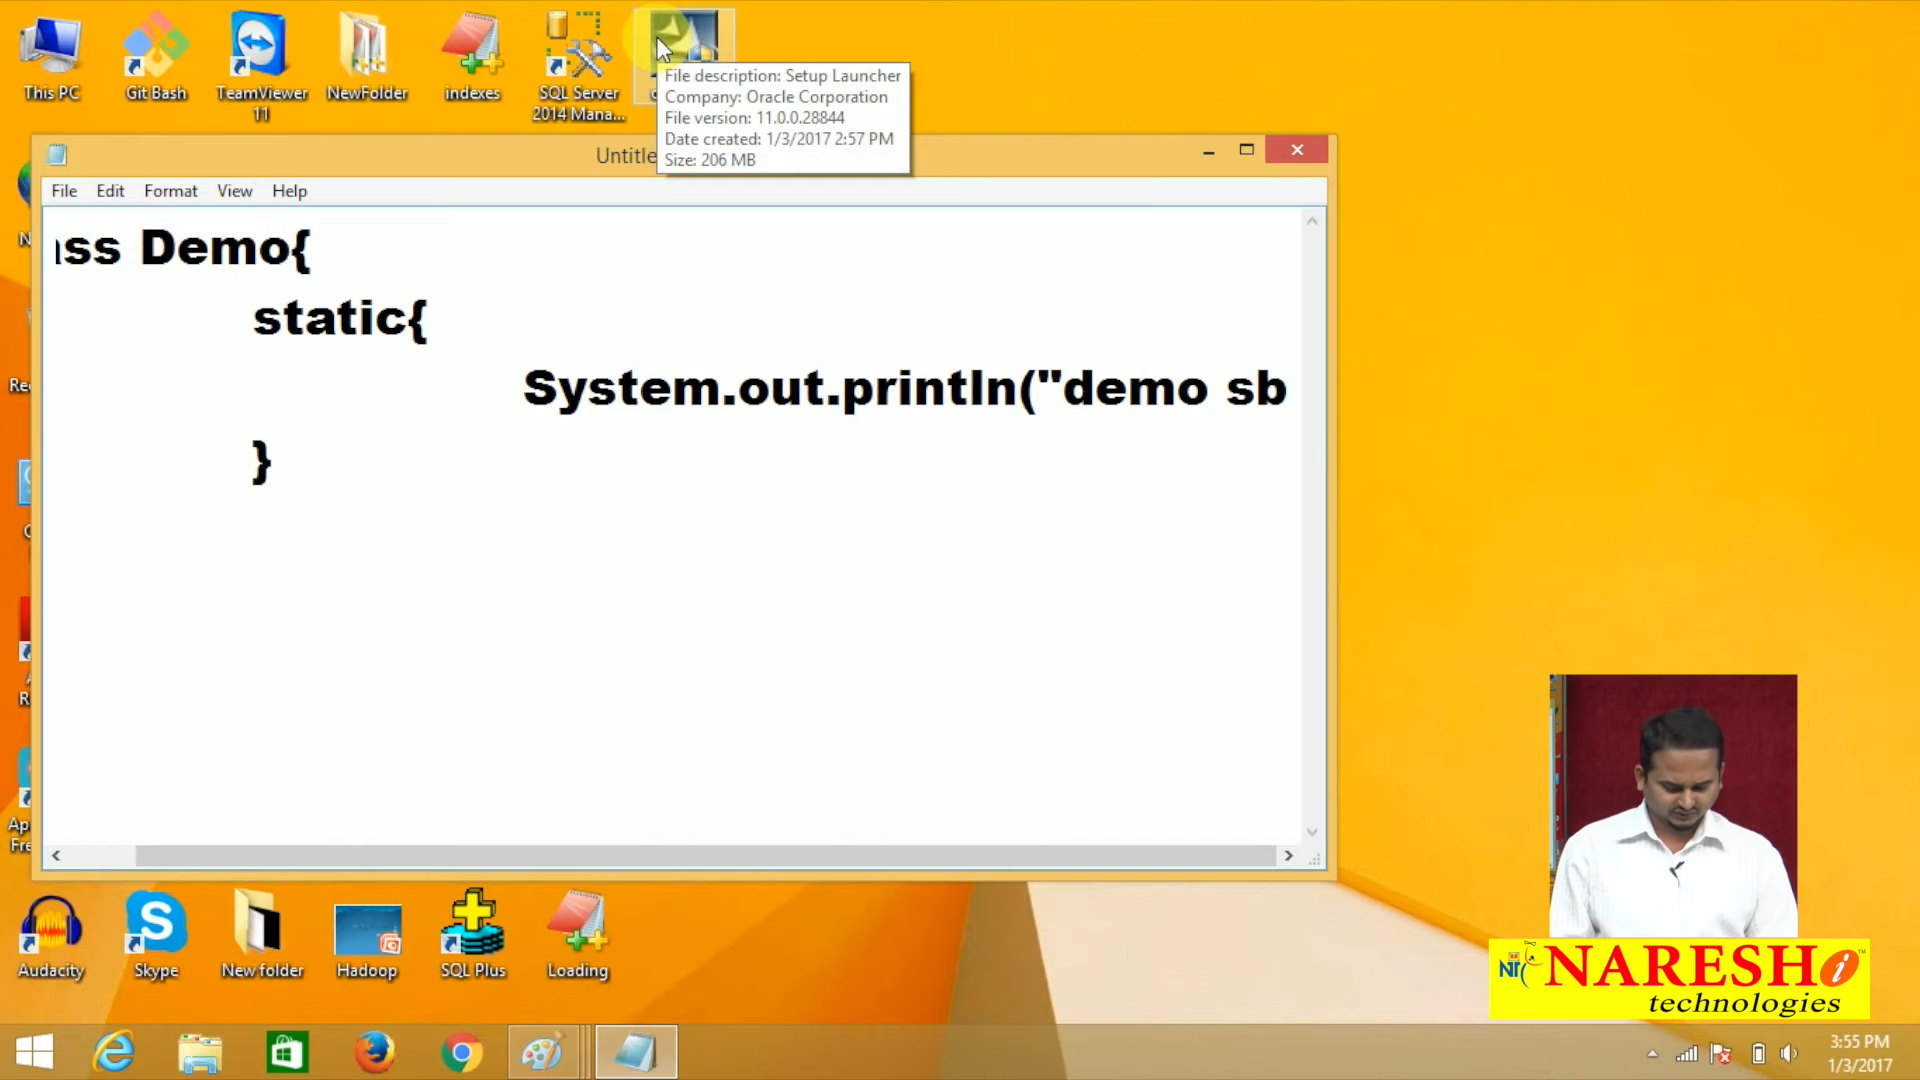 This PC
Git Bash
TeamViewer
11
NewFolder
indexes
SQL Server
2014 Mana...
File description: Setup Launcher
Company: Oracle Corporation
File version: 11.0.0.28844
Date created: 1/3/2017 2:57 PM
Size: 206 MB
Untitle
File Edit Format View Help
ass Demo{
static{
System.out.println("demo sb
}
Audacity
Skype
New folder
Hadoop
SQL Plus
Loading
NT
NARESH i
technologies
3:55 PM
1/3/2017